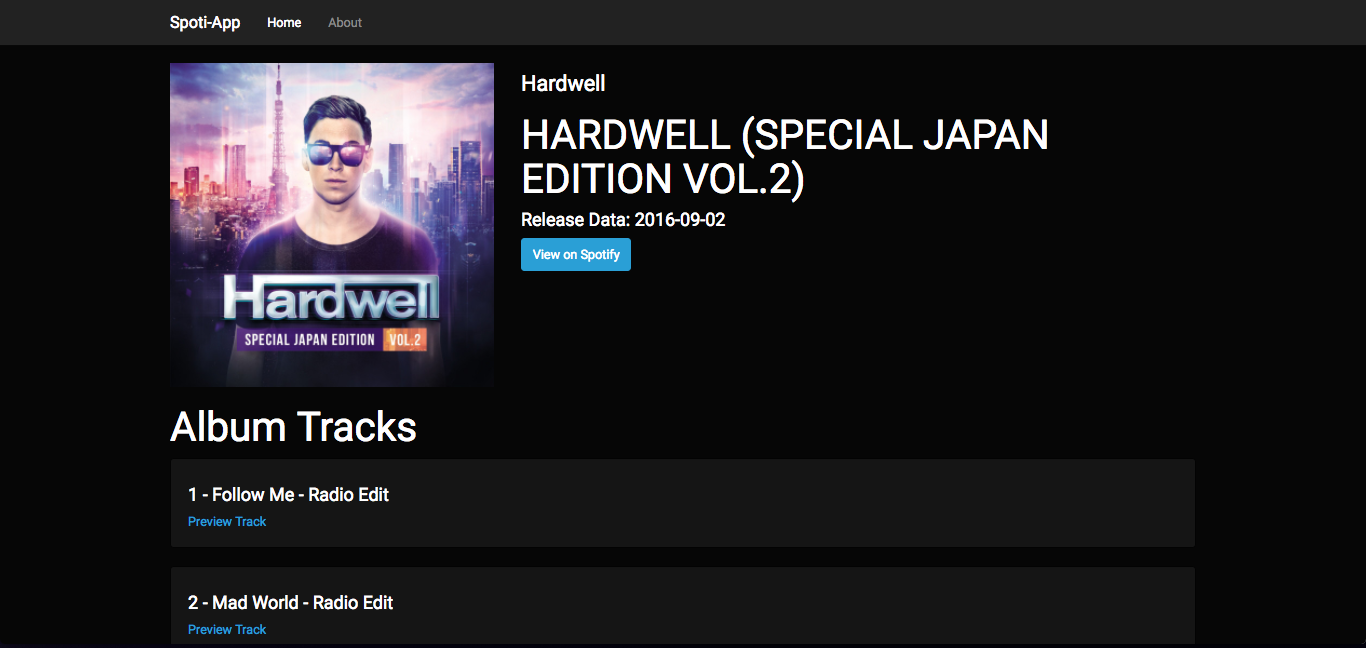 Spoti-App Home About
Hardwell
HARDWELL (SPECIAL JAPAN
EDITION VOL.2)
Release Data: 2016-09-02
View on Spotify
Hardwell
SPECIAL JAPAN EDITION VOL.2
Album Tracks
1 - Follow Me - Radio Edit
Preview Track
2 - Mad World - Radio Edit
Preview Track